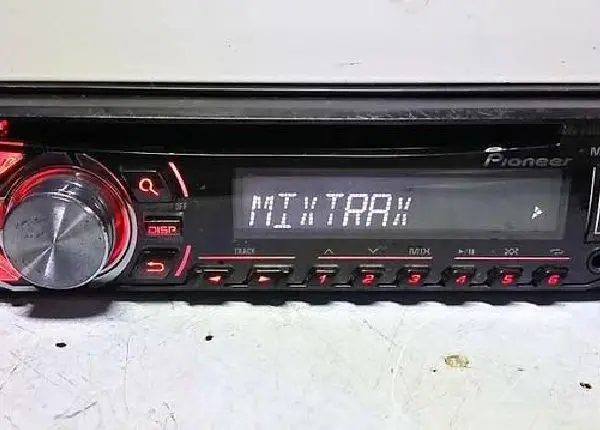 Pioneer
MIXTRAX
DISP
TRACK
MIX
1 2 3 4 5 6